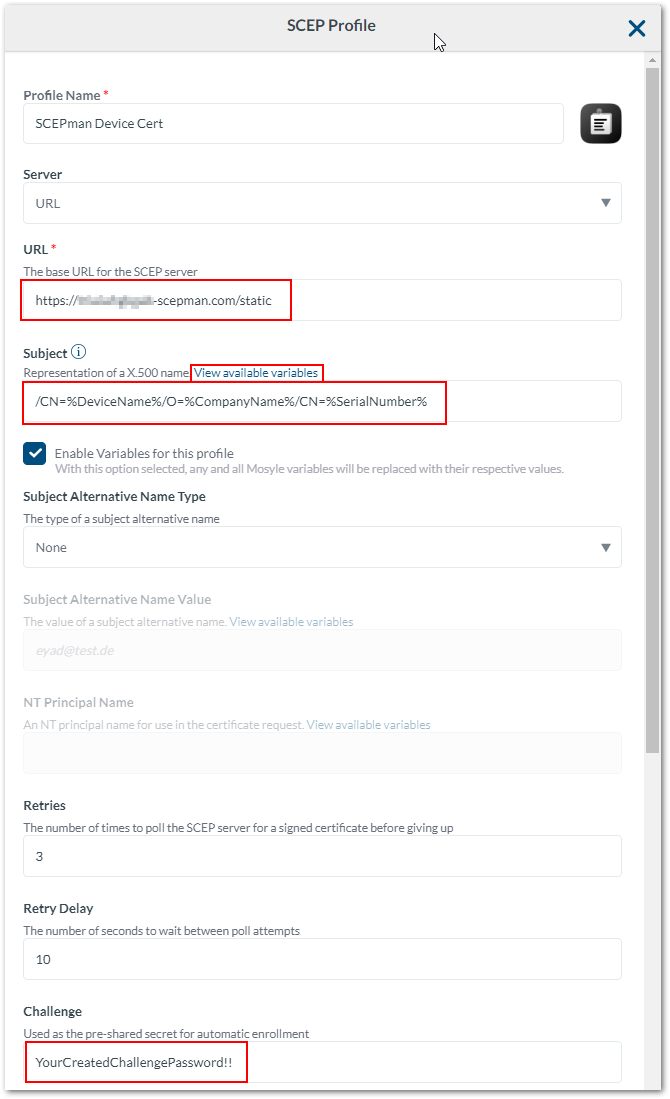 SCEP Profile
Profile Name *
SCEPman Device Cert
Server
URL
URL *
The base URL for the SCEP server
https:// -scepman.com/static
Subject
Representation of a X.500 name. View available variables
/CN=%DeviceName%/O=%CompanyName%/CN=%SerialNumber%
Enable Variables for this profile
With this option selected, any and all Mosyle variables will be replaced with their respective values.
Subject Alternative Name Type
The type of a subject alternative name
None
Subject Alternative Name Value
The value of a subject alternative name. View available variables
eyad@test.de
NT Principal Name
An NT principal name for use in the certificate request. View available variables
Retries
The number of times to poll the SCEP server for a signed certificate before giving up
3
Retry Delay
The number of seconds to wait between poll attempts
10
Challenge
Used as the pre-shared secret for automatic enrollment
YourCreatedChallengePassword!!